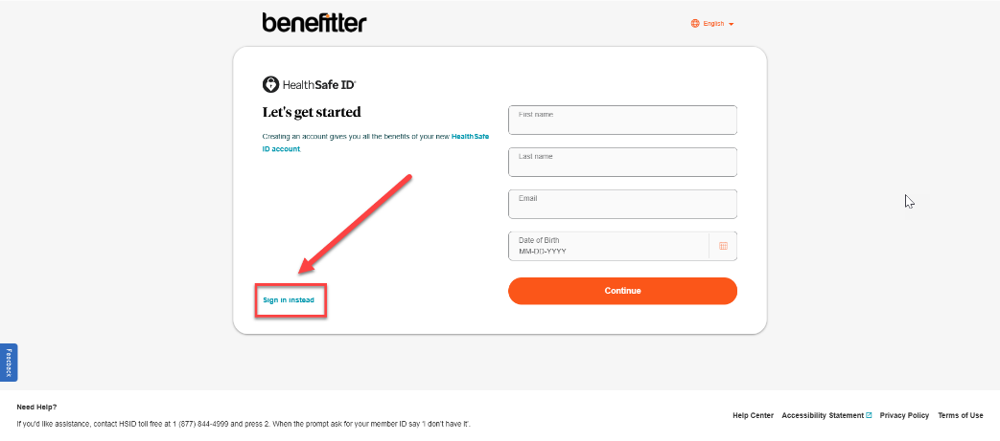 benefitter
English
HealthSafe ID®
Let's get started
Creating an account gives you all the benefits of your new HealthSafe
ID account
First name
Last name
Email
Date of Birth
MM-DD-YYYY
Continue
Sign in instead
Feedback
Need Help?
If you'd like assistance, contact HSID toll free at 1 (877) 844-4999 and press 2. When the prompt ask for your member ID say 'I don't have it'.
Help Center Accessibility Statement Privacy Policy Terms of Use